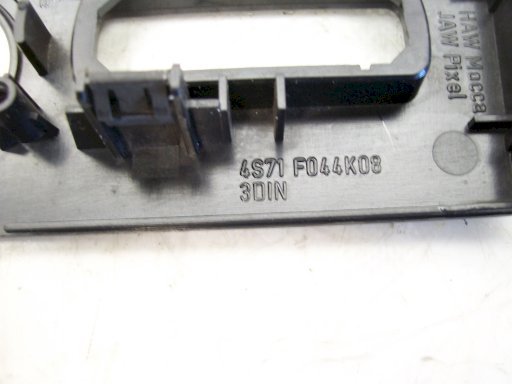 4S71 F044K08
3DIN
HAW Mocca
JAW Pixel